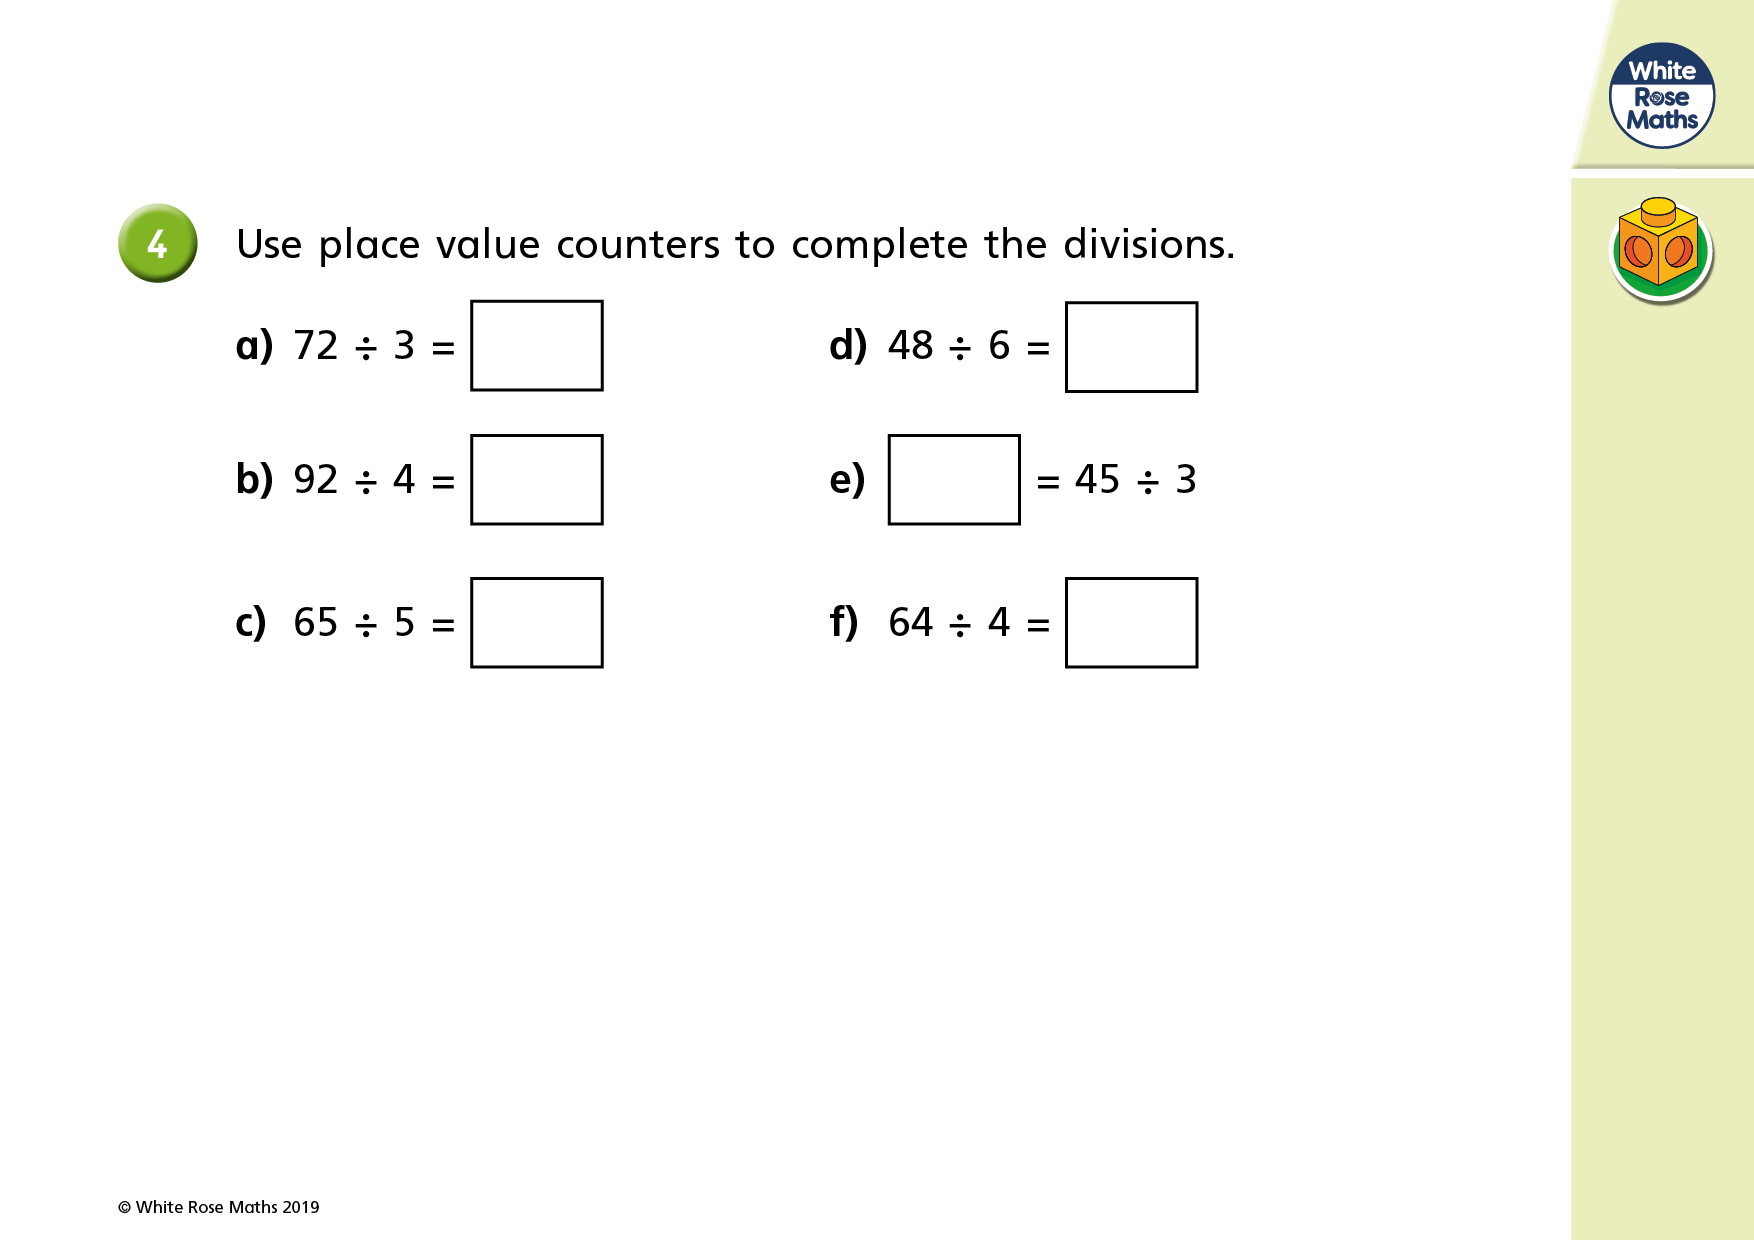 White
Rose
Maths
4 Use place value counters to complete the divisions.
a) 72 ÷ 3 =
d) 48 ÷ 6 =
b) 92 ÷ 4 =
e) = 45 ÷ 3
c) 65 ÷ 5 =
f) 64 ÷ 4 =
© White Rose Maths 2019